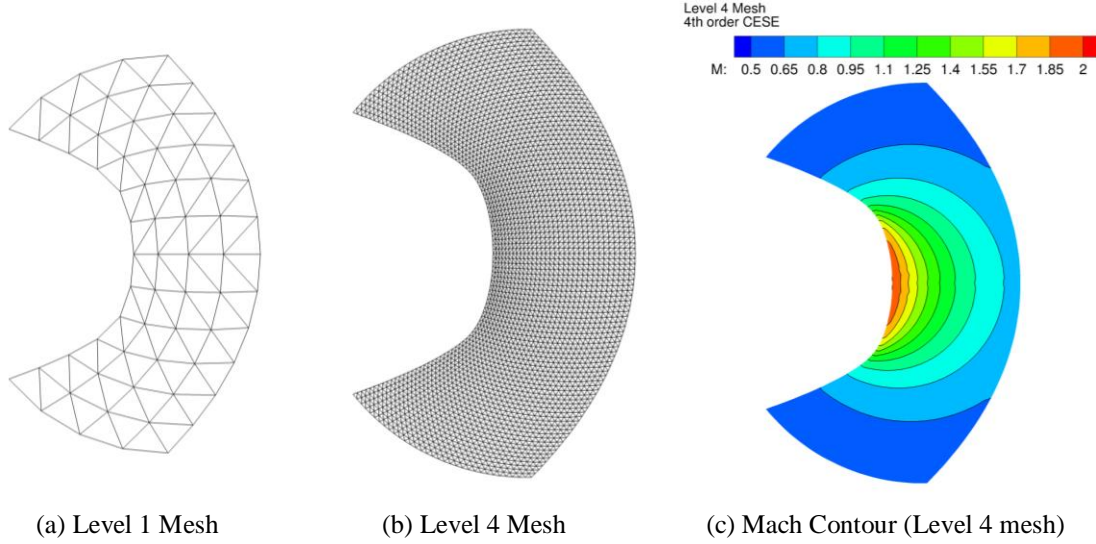 Level 4 Mesh
4th order CESE
M: 0.5 0.65 0.8 0.95 1.1 1.25 1.4 1.55 1.7 1.85 2
(a) Level 1 Mesh (b) Level 4 Mesh (c) Mach Contour (Level 4 mesh)